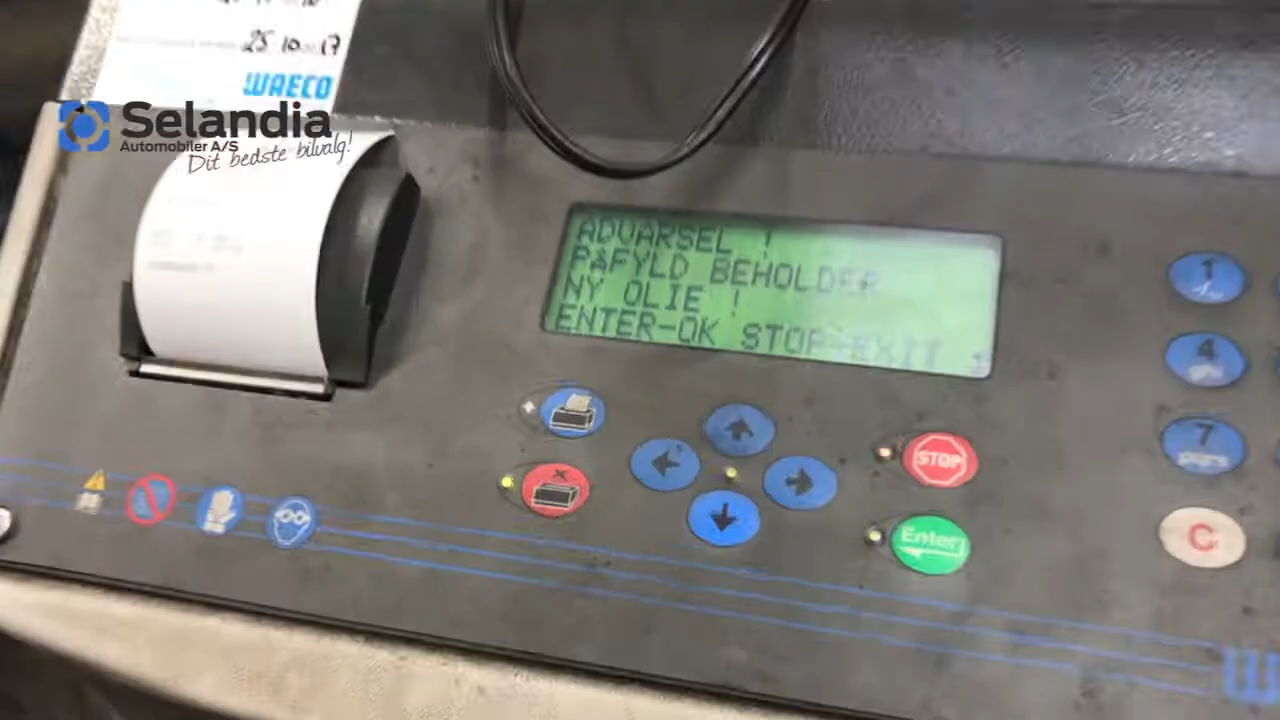 25 10 17
WAECO
Selandia
Automobiler A/S
Dit bedste bilvalg!
ADVARSEL !
PåFYLD BEHOLDER
NY OLIE !
ENTER-OK STOP-EXIT
1
4
7
STOP
Enter
C
W